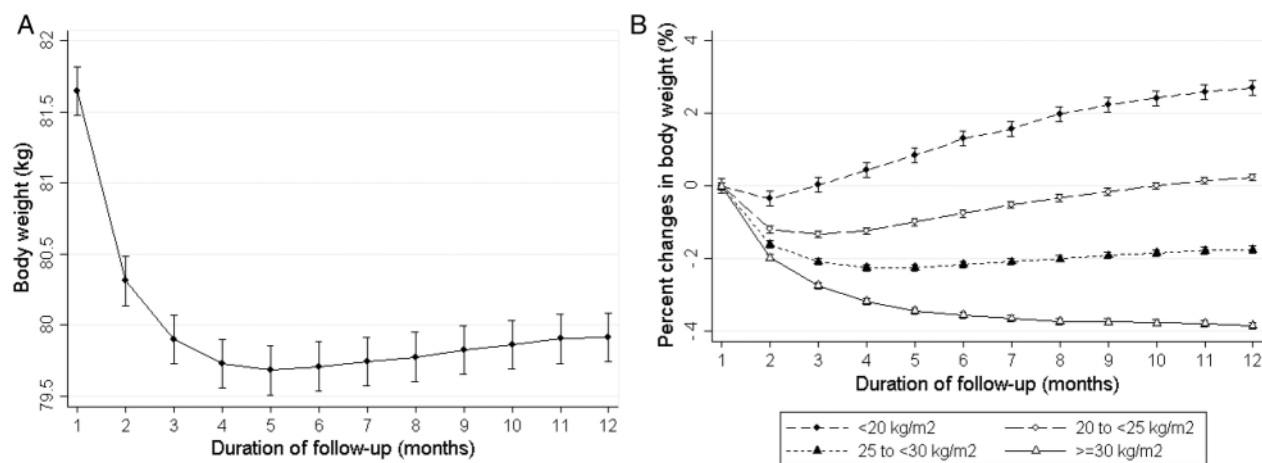 A
Body weight (kg)
82
81.5
81
80.5
80
79.5
1 2 3 4 5 6 7 8 9 10 11 12
Duration of follow-up (months)
B
Percent changes in body weight (%)
4
2
0
-2
-4
1 2 3 4 5 6 7 8 9 10 11 12
Duration of follow-up (months)
<20 kg/m2 20 to <25 kg/m2
25 to <30 kg/m2 >=30 kg/m2